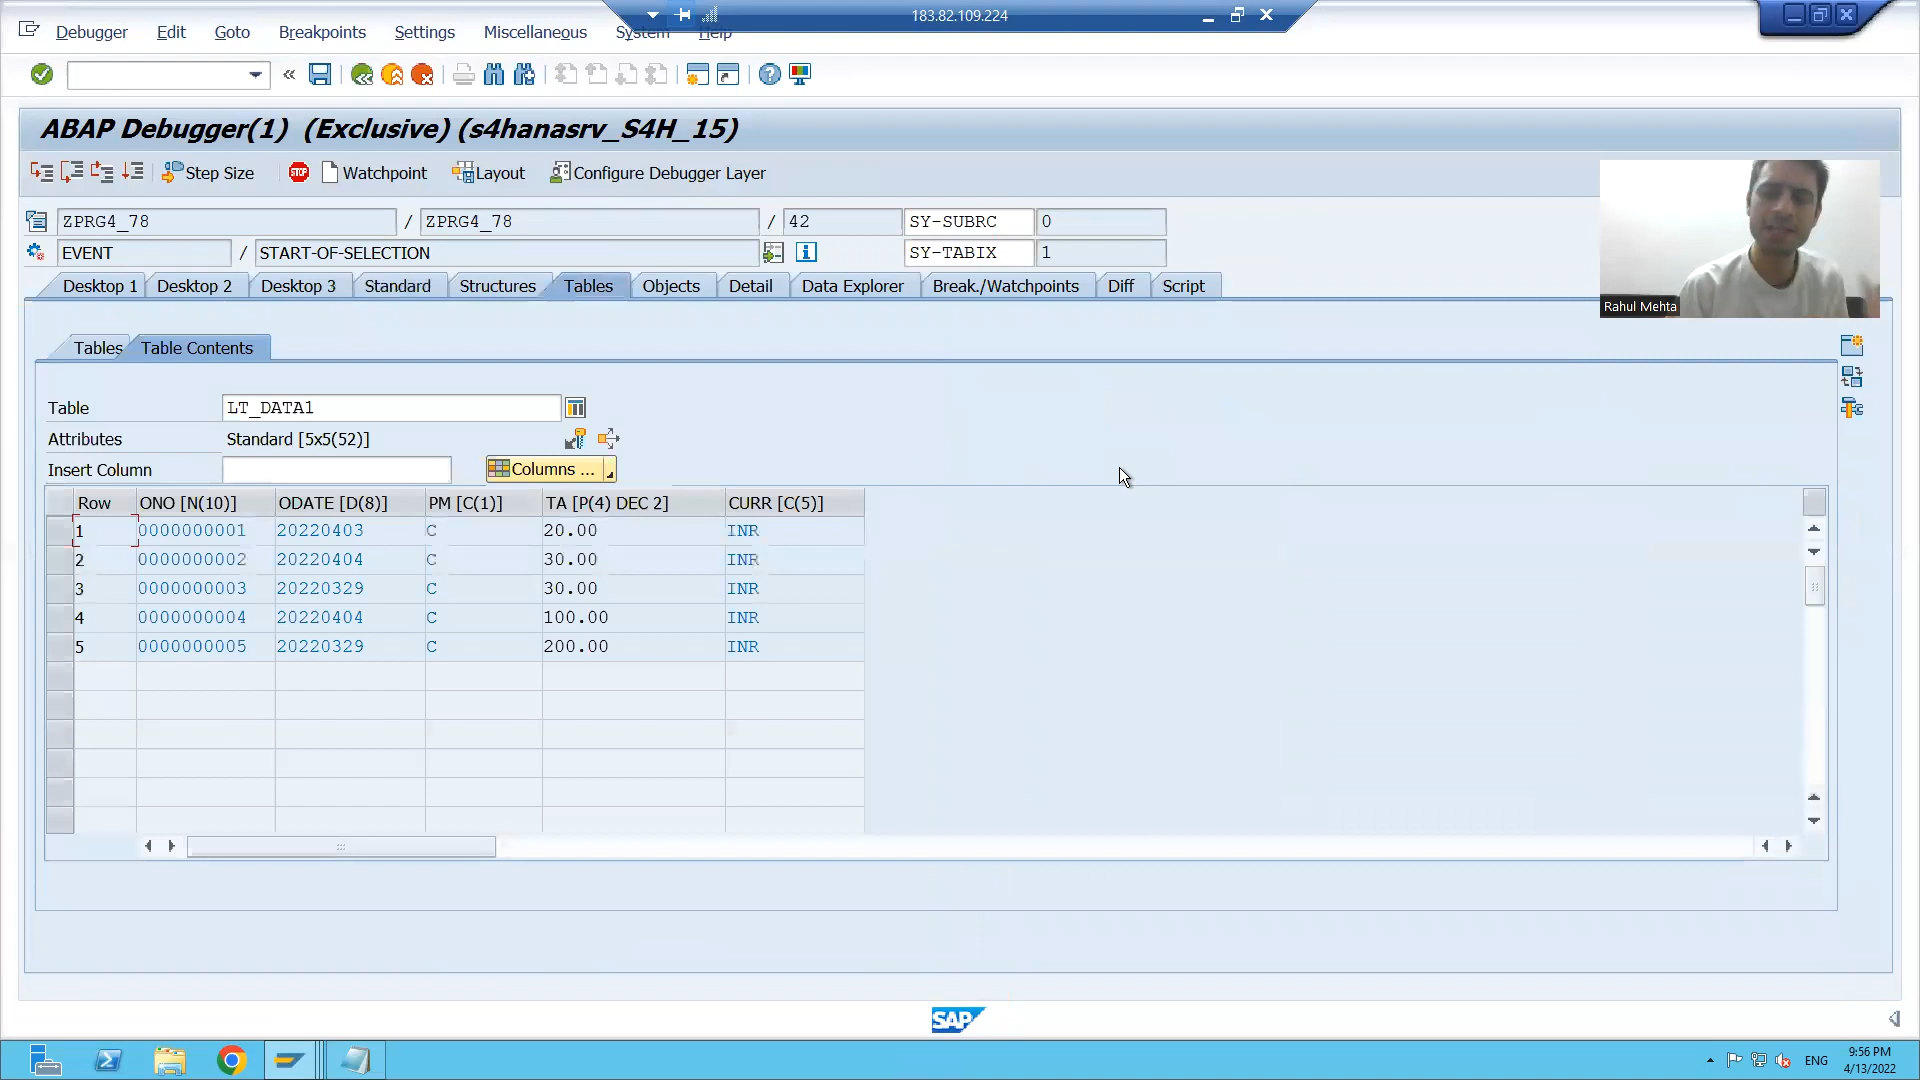 183.82.109.224
Debugger Edit Goto Breakpoints Settings Miscellaneous System Help
ABAP Debugger(1) (Exclusive) (s4hanasrv_S4H_15)
Step Size STOP Watchpoint Layout Configure Debugger Layer
ZPRG4_78 / ZPRG4_78 / 42 SY-SUBRC 0
EVENT / START-OF-SELECTION SY-TABIX 1
Rahul Mehta
Desktop 1 Desktop 2 Desktop 3 Standard Structures Tables Objects Detail Data Explorer Break./Watchpoints Diff Script
Tables Table Contents
Table LT_DATA1
Attributes Standard [5x5(52)]
Insert Column Columns ...
Row ONO [N(10)] ODATE [D(8)] PM [C(1)] TA [P(4) DEC 2] CURR [C(5)]
1 0000000001 20220403 C 20.00 INR
2 0000000002 20220404 C 30.00 INR
3 0000000003 20220329 C 30.00 INR
4 0000000004 20220404 C 100.00 INR
5 0000000005 20220329 C 200.00 INR
SAP
ENG 9:56 PM
4/13/2022